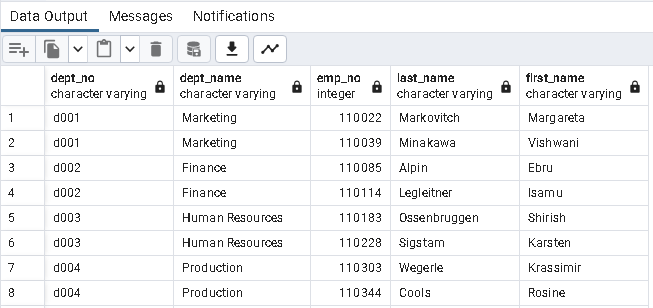 Data Output Messages Notifications
dept_no dept_name emp_no last_name first_name
character varying character varying integer character varying character varying
1 d001 Marketing 110022 Markovitch Margareta
2 d001 Marketing 110039 Minakawa Vishwani
3 d002 Finance 110085 Alpin Ebru
4 d002 Finance 110114 Legleitner Isamu
5 d003 Human Resources 110183 Ossenbruggen Shirish
6 d003 Human Resources 110228 Sigstam Karsten
7 d004 Production 110303 Wegerle Krassimir
8 d004 Production 110344 Cools Rosine